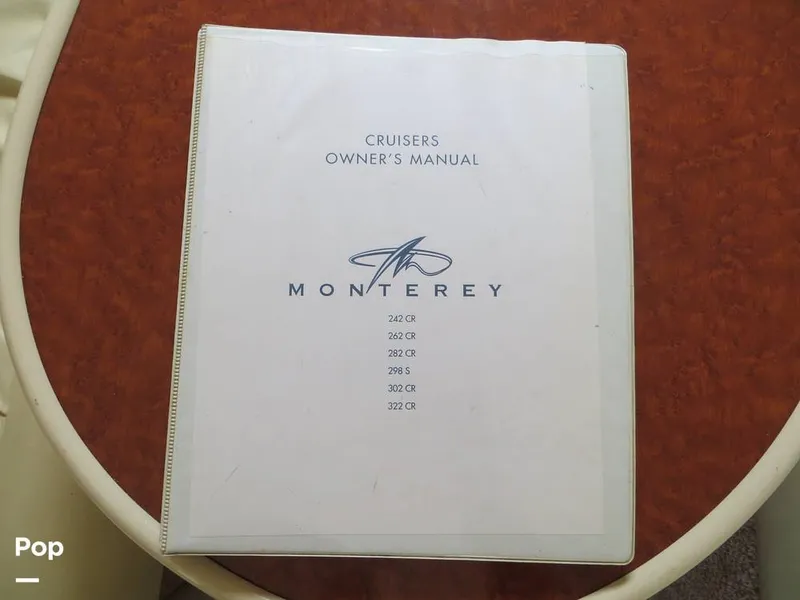 CRUISERS
OWNER'S MANUAL
MONTEREY
242 CR
262 CR
282 CR
298 S
302 CR
322 CR
Pop